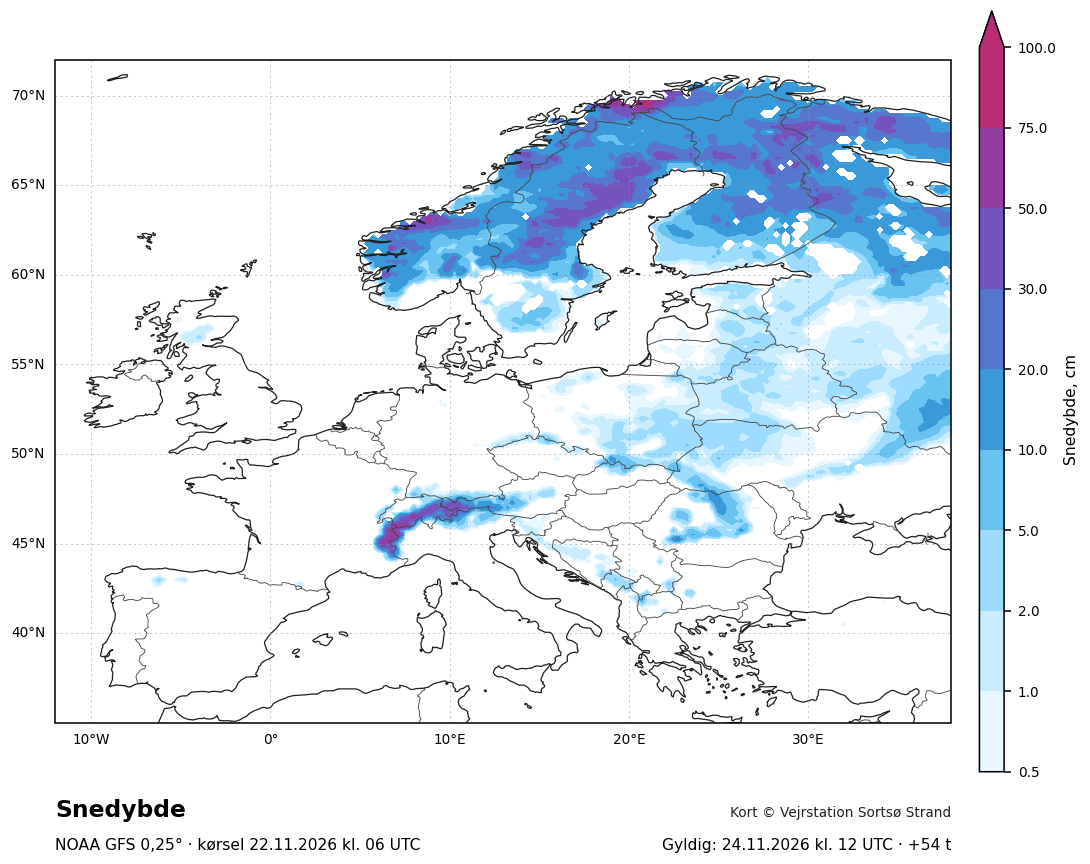 100.0
75.0
50.0
30.0
20.0
10.0
5.0
2.0
1.0
0.5
Snedybde, cm
70°N
65°N
60°N
55°N
50°N
45°N
40°N
10°W 0° 10°E 20°E 30°E
Snedybde
Kort © Vejrstation Sortsø Strand
NOAA GFS 0,25° · kørsel 22.11.2026 kl. 06 UTC
Gyldig: 24.11.2026 kl. 12 UTC · +54 t